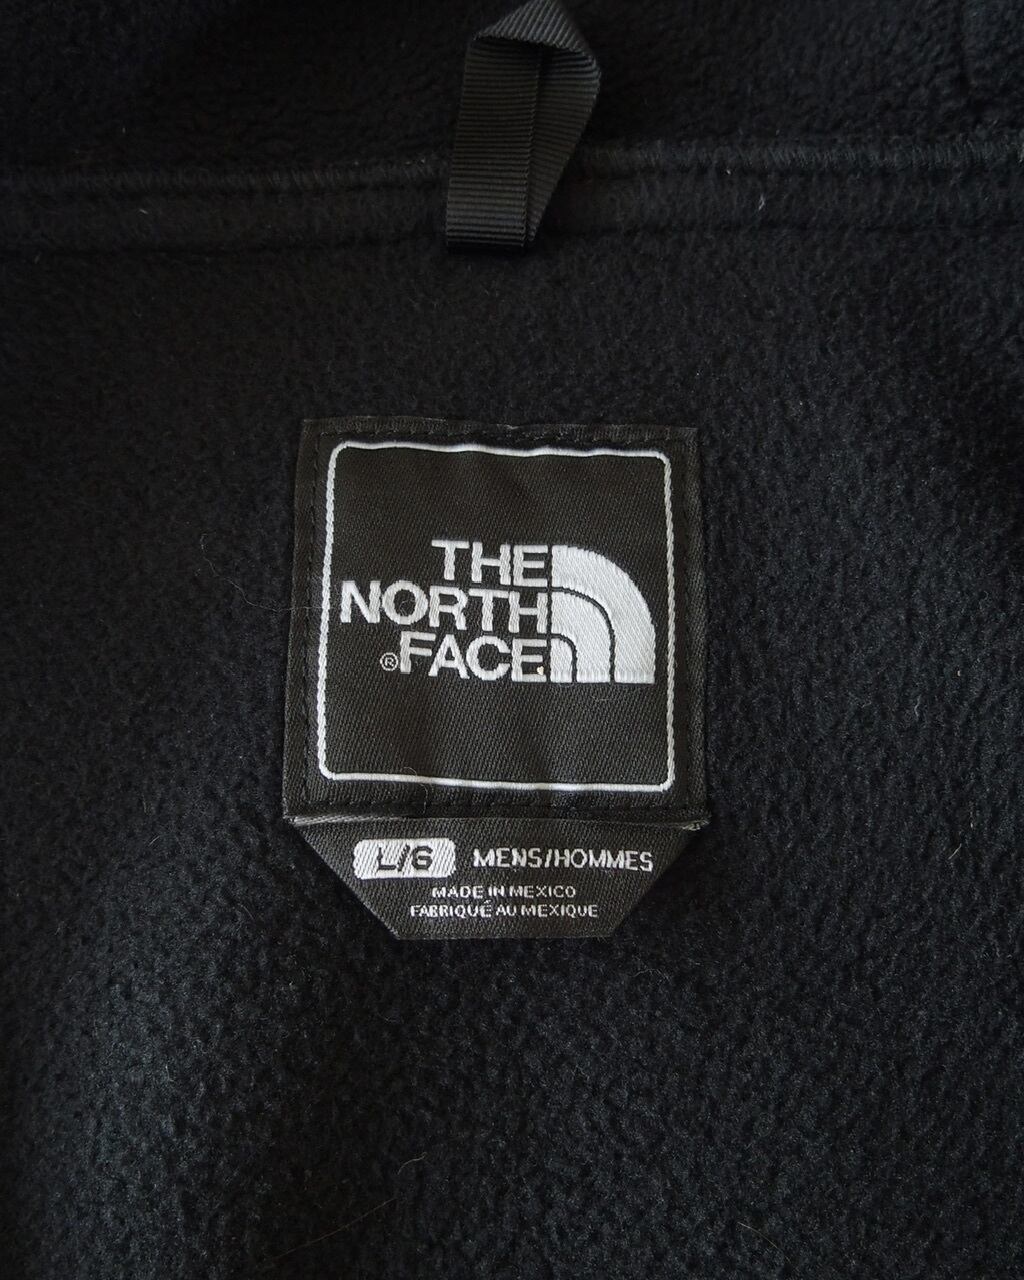 THE
NORTH
®FACE
L/G MENS/HOMMES
MADE IN MEXICO
FABRIQUÉ AU MEXIQUE